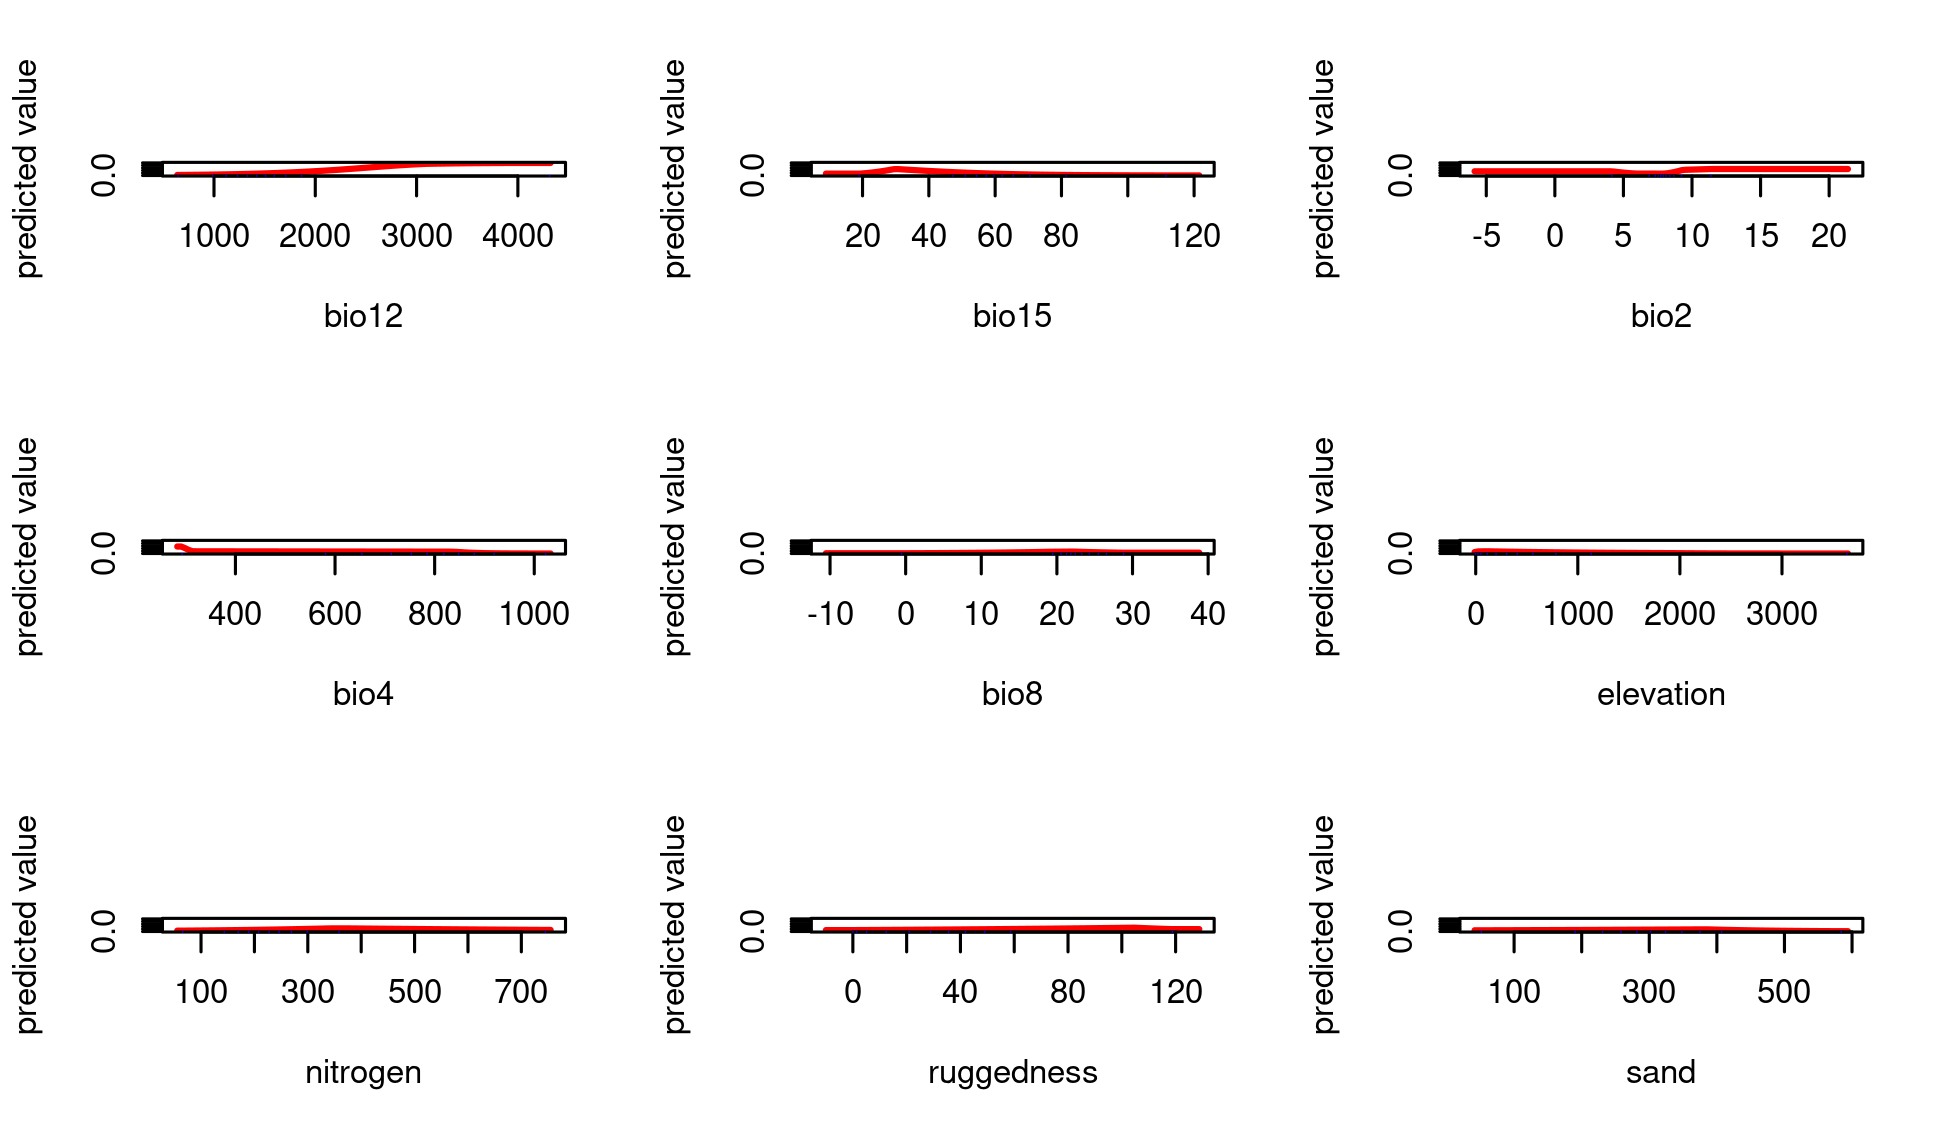 predicted value
0.0
1000 2000 3000 4000
bio12
predicted value
0.0
20 40 60 80 120
bio15
predicted value
0.0
-5 0 5 10 15 20
bio2
predicted value
0.0
400 600 800 1000
bio4
predicted value
0.0
-10 0 10 20 30 40
bio8
predicted value
0.0
0 1000 2000 3000
elevation
predicted value
0.0
100 300 500 700
nitrogen
predicted value
0.0
0 40 80 120
ruggedness
predicted value
0.0
100 300 500
sand